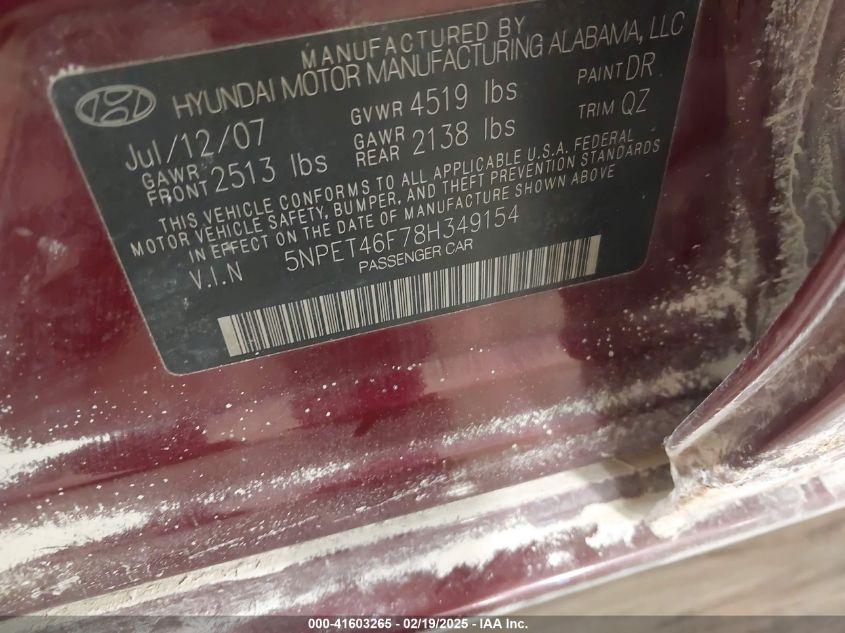 MANUFACTURED BY
HYUNDAI MOTOR MANUFACTURING ALABAMA, LLC
Jul/12/07 GVWR 4519 lbs PAINT DR
GAWR FRONT 2513 lbs GAWR REAR 2138 lbs TRIM QZ
THIS VEHICLE CONFORMS TO ALL APPLICABLE U.S.A. FEDERAL
MOTOR VEHICLE SAFETY, BUMPER, AND THEFT PREVENTION STANDARDS
IN EFFECT ON THE DATE OF MANUFACTURE SHOWN ABOVE
V.I.N 5NPET46F78H349154
PASSENGER CAR
000-41603265 - 02/19/2025 - IAA Inc.